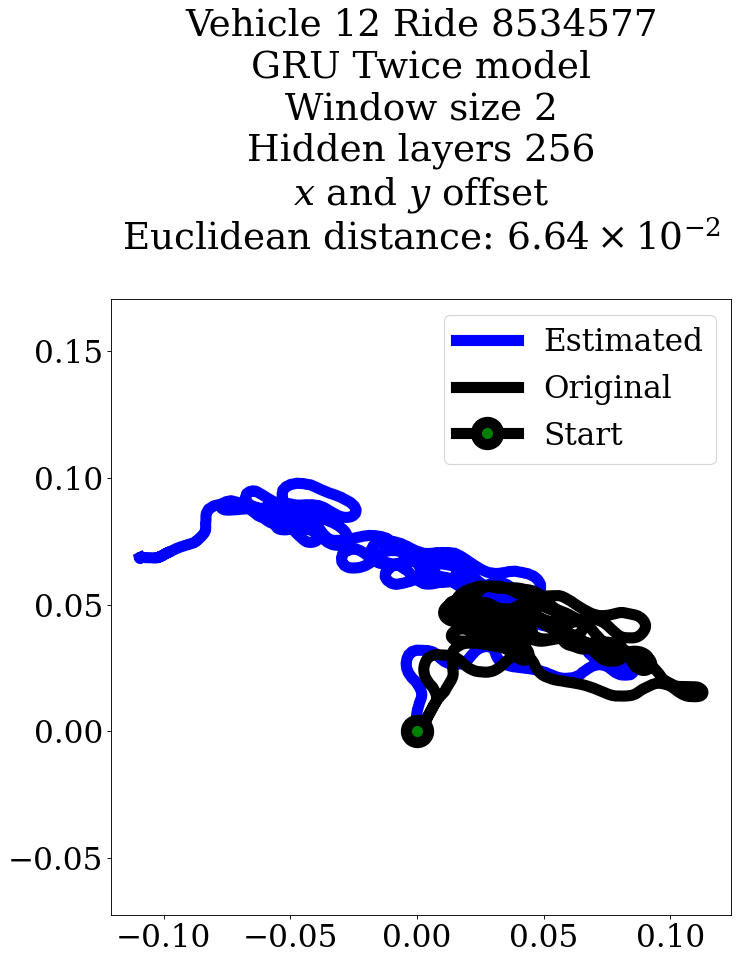 Vehicle 12 Ride 8534577
GRU Twice model
Window size 2
Hidden layers 256
x and y offset
Euclidean distance: 6.64 × 10⁻²
Estimated
Original
Start
0.15
0.10
0.05
0.00
−0.05
−0.10 −0.05 0.00 0.05 0.10